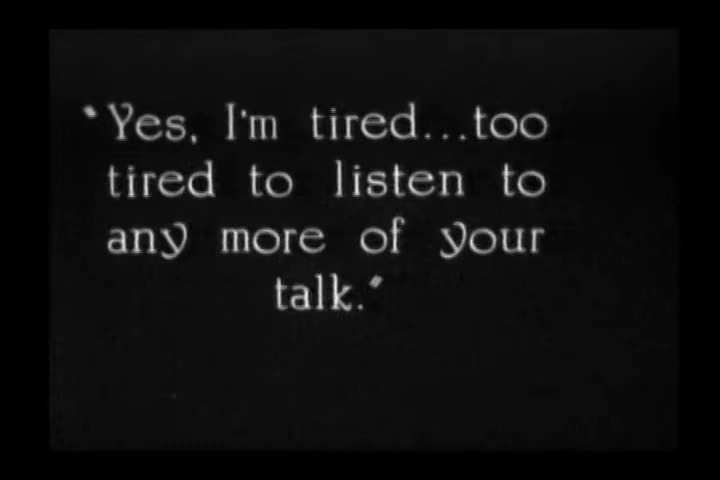 "Yes, I'm tired...too
tired to listen to
any more of your
talk."